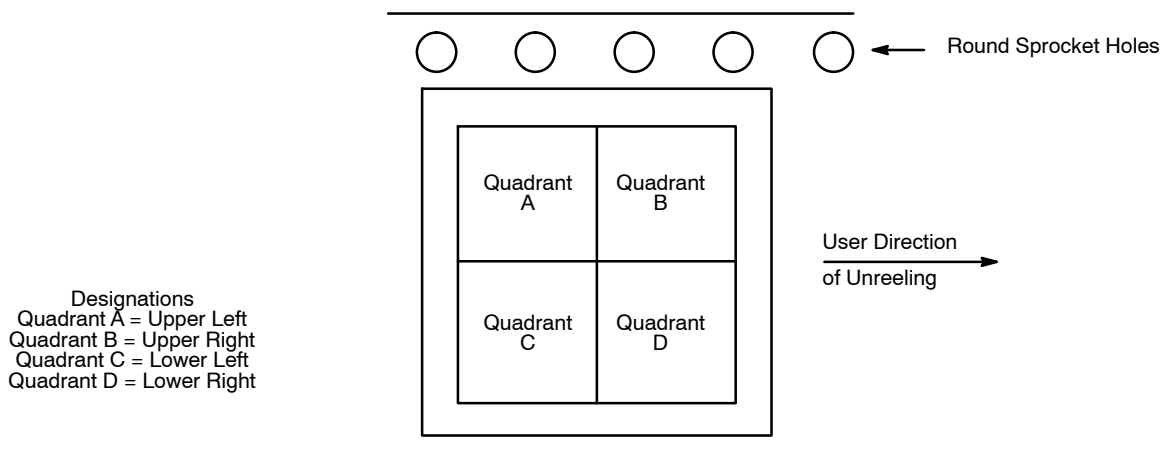 Round Sprocket Holes
Quadrant
A
Quadrant
B
User Direction
of Unreeling
Designations
Quadrant A = Upper Left
Quadrant B = Upper Right
Quadrant C = Lower Left
Quadrant D = Lower Right
Quadrant
C
Quadrant
D